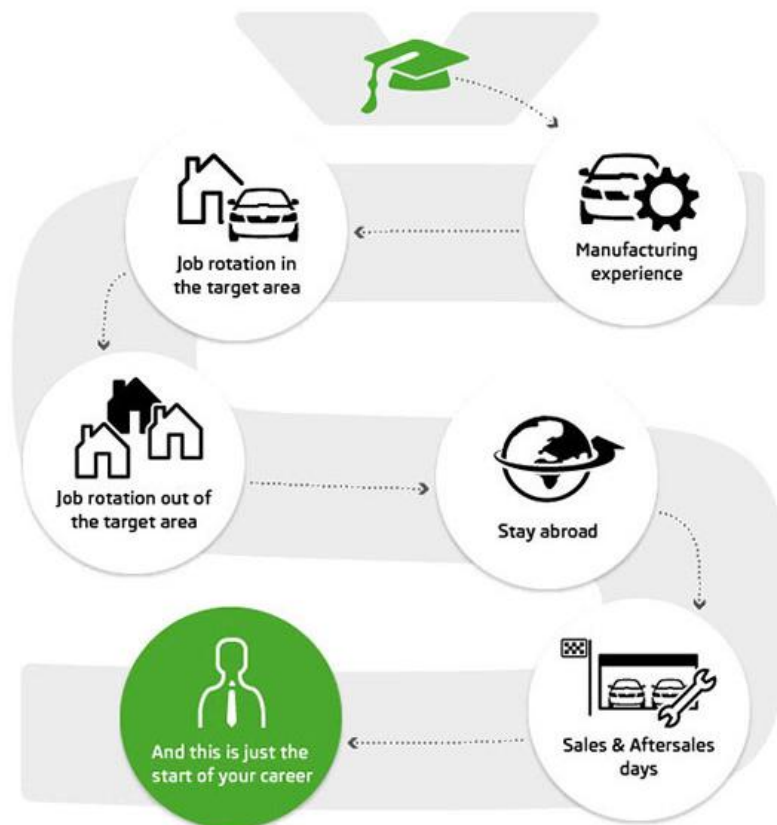 Manufacturing
experience
Job rotation in
the target area
Job rotation out of
the target area
Stay abroad
Sales & Aftersales
days
And this is just the
start of your career